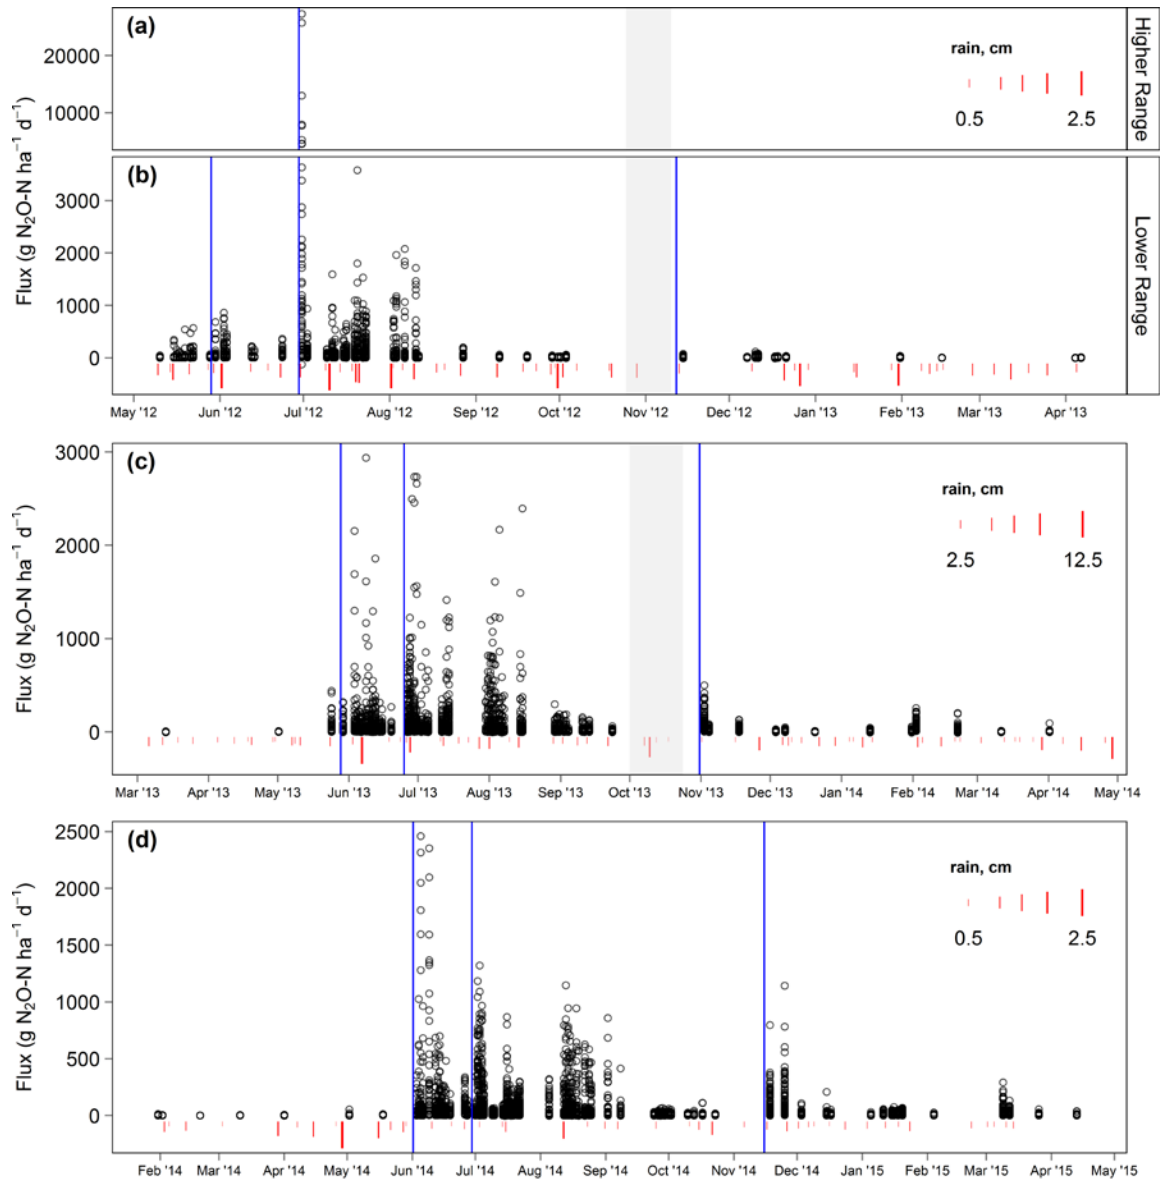 (a)
Higher Range
20000
10000
rain, cm
0.5 2.5
(b)
Lower Range
3000
2000
1000
0
Flux (g N₂O-N ha⁻¹ d⁻¹)
May '12 Jun '12 Jul '12 Aug '12 Sep '12 Oct '12 Nov '12 Dec '12 Jan '13 Feb '13 Mar '13 Apr '13
(c)
3000
2000
1000
0
Flux (g N₂O-N ha⁻¹ d⁻¹)
rain, cm
2.5 12.5
Mar '13 Apr '13 May '13 Jun '13 Jul '13 Aug '13 Sep '13 Oct '13 Nov '13 Dec '13 Jan '14 Feb '14 Mar '14 Apr '14 May '14
(d)
2500
2000
1500
1000
500
0
Flux (g N₂O-N ha⁻¹ d⁻¹)
rain, cm
0.5 2.5
Feb '14 Mar '14 Apr '14 May '14 Jun '14 Jul '14 Aug '14 Sep '14 Oct '14 Nov '14 Dec '14 Jan '15 Feb '15 Mar '15 Apr '15 May '15